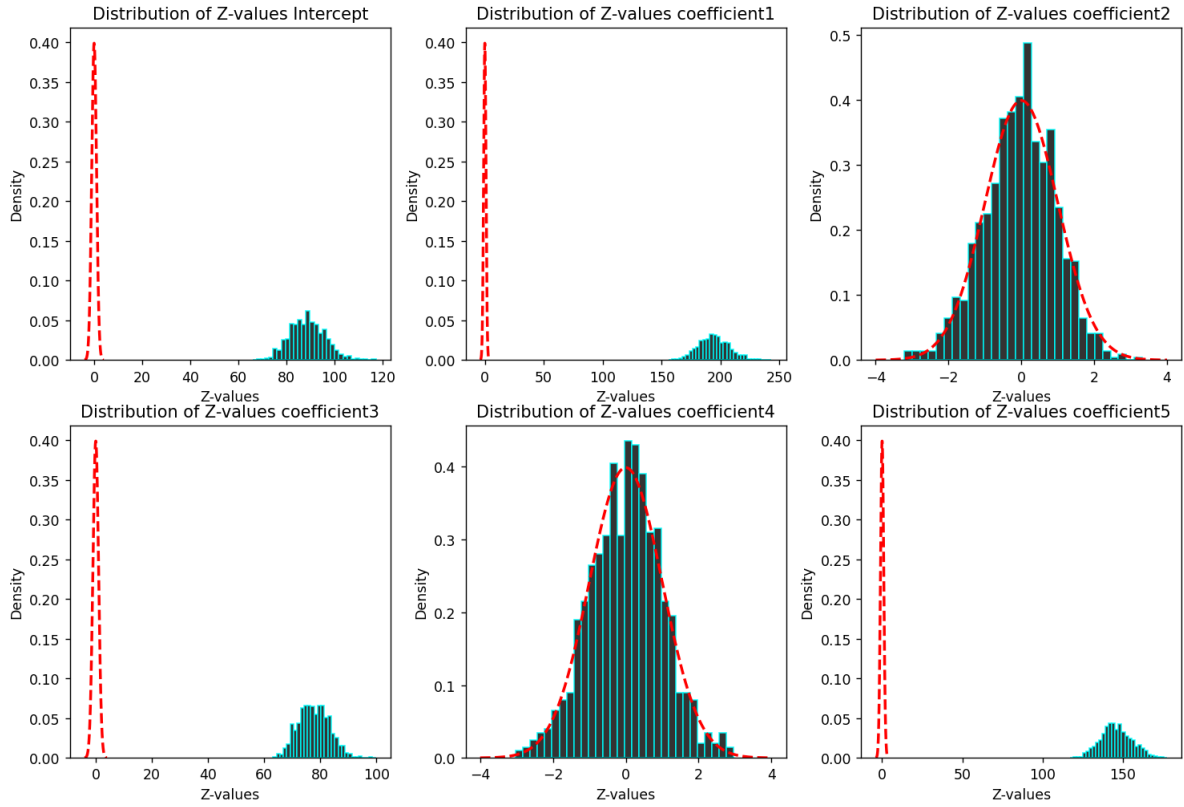 Distribution of Z-values Intercept
Density
0.40
0.35
0.30
0.25
0.20
0.15
0.10
0.05
0.00
0 20 40 60 80 100 120
Z-values
Distribution of Z-values coefficient1
Density
0.40
0.35
0.30
0.25
0.20
0.15
0.10
0.05
0.00
0 50 100 150 200 250
Z-values
Distribution of Z-values coefficient2
Density
0.5
0.4
0.3
0.2
0.1
0.0
−4 −2 0 2 4
Z-values
Distribution of Z-values coefficient3
Density
0.40
0.35
0.30
0.25
0.20
0.15
0.10
0.05
0.00
0 20 40 60 80 100
Z-values
Distribution of Z-values coefficient4
Density
0.4
0.3
0.2
0.1
0.0
−4 −2 0 2 4
Z-values
Distribution of Z-values coefficient5
Density
0.40
0.35
0.30
0.25
0.20
0.15
0.10
0.05
0.00
0 50 100 150
Z-values